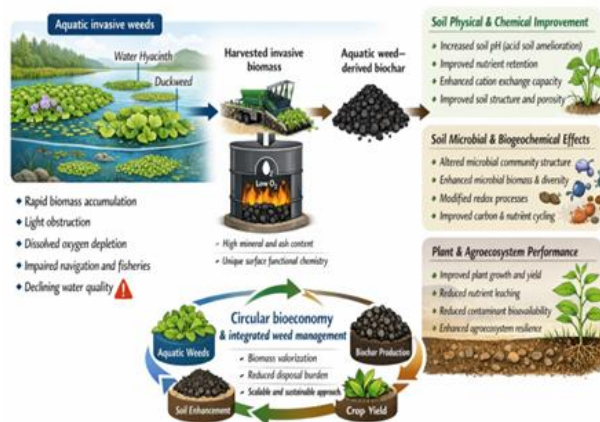 Aquatic invasive weeds
Water Hyacinth
Duckweed
Rapid biomass accumulation
Light obstruction
Dissolved oxygen depletion
Impaired navigation and fisheries
Declining water quality
Harvested invasive
biomass
Low O₂
High mineral and ash content
Unique surface functional chemistry
Aquatic weed–
derived biochar
Soil Physical & Chemical Improvement
Increased soil pH (acid soil amelioration)
Improved nutrient retention
Enhanced cation exchange capacity
Improved soil structure and porosity
Soil Microbial & Biogeochemical Effects
Altered microbial community structure
Enhanced microbial biomass & diversity
Modified redox processes
Improved carbon & nutrient cycling
Plant & Agroecosystem Performance
Improved plant growth and yield
Reduced nutrient leaching
Reduced contaminant bioavailability
Enhanced agroecosystem resilience
Circular bioeconomy
& integrated weed management
Biomass valorization
Reduced disposal burden
Scalable and sustainable approach
Aquatic Weeds
Biochar Production
Soil Enhancement
Crop Yield